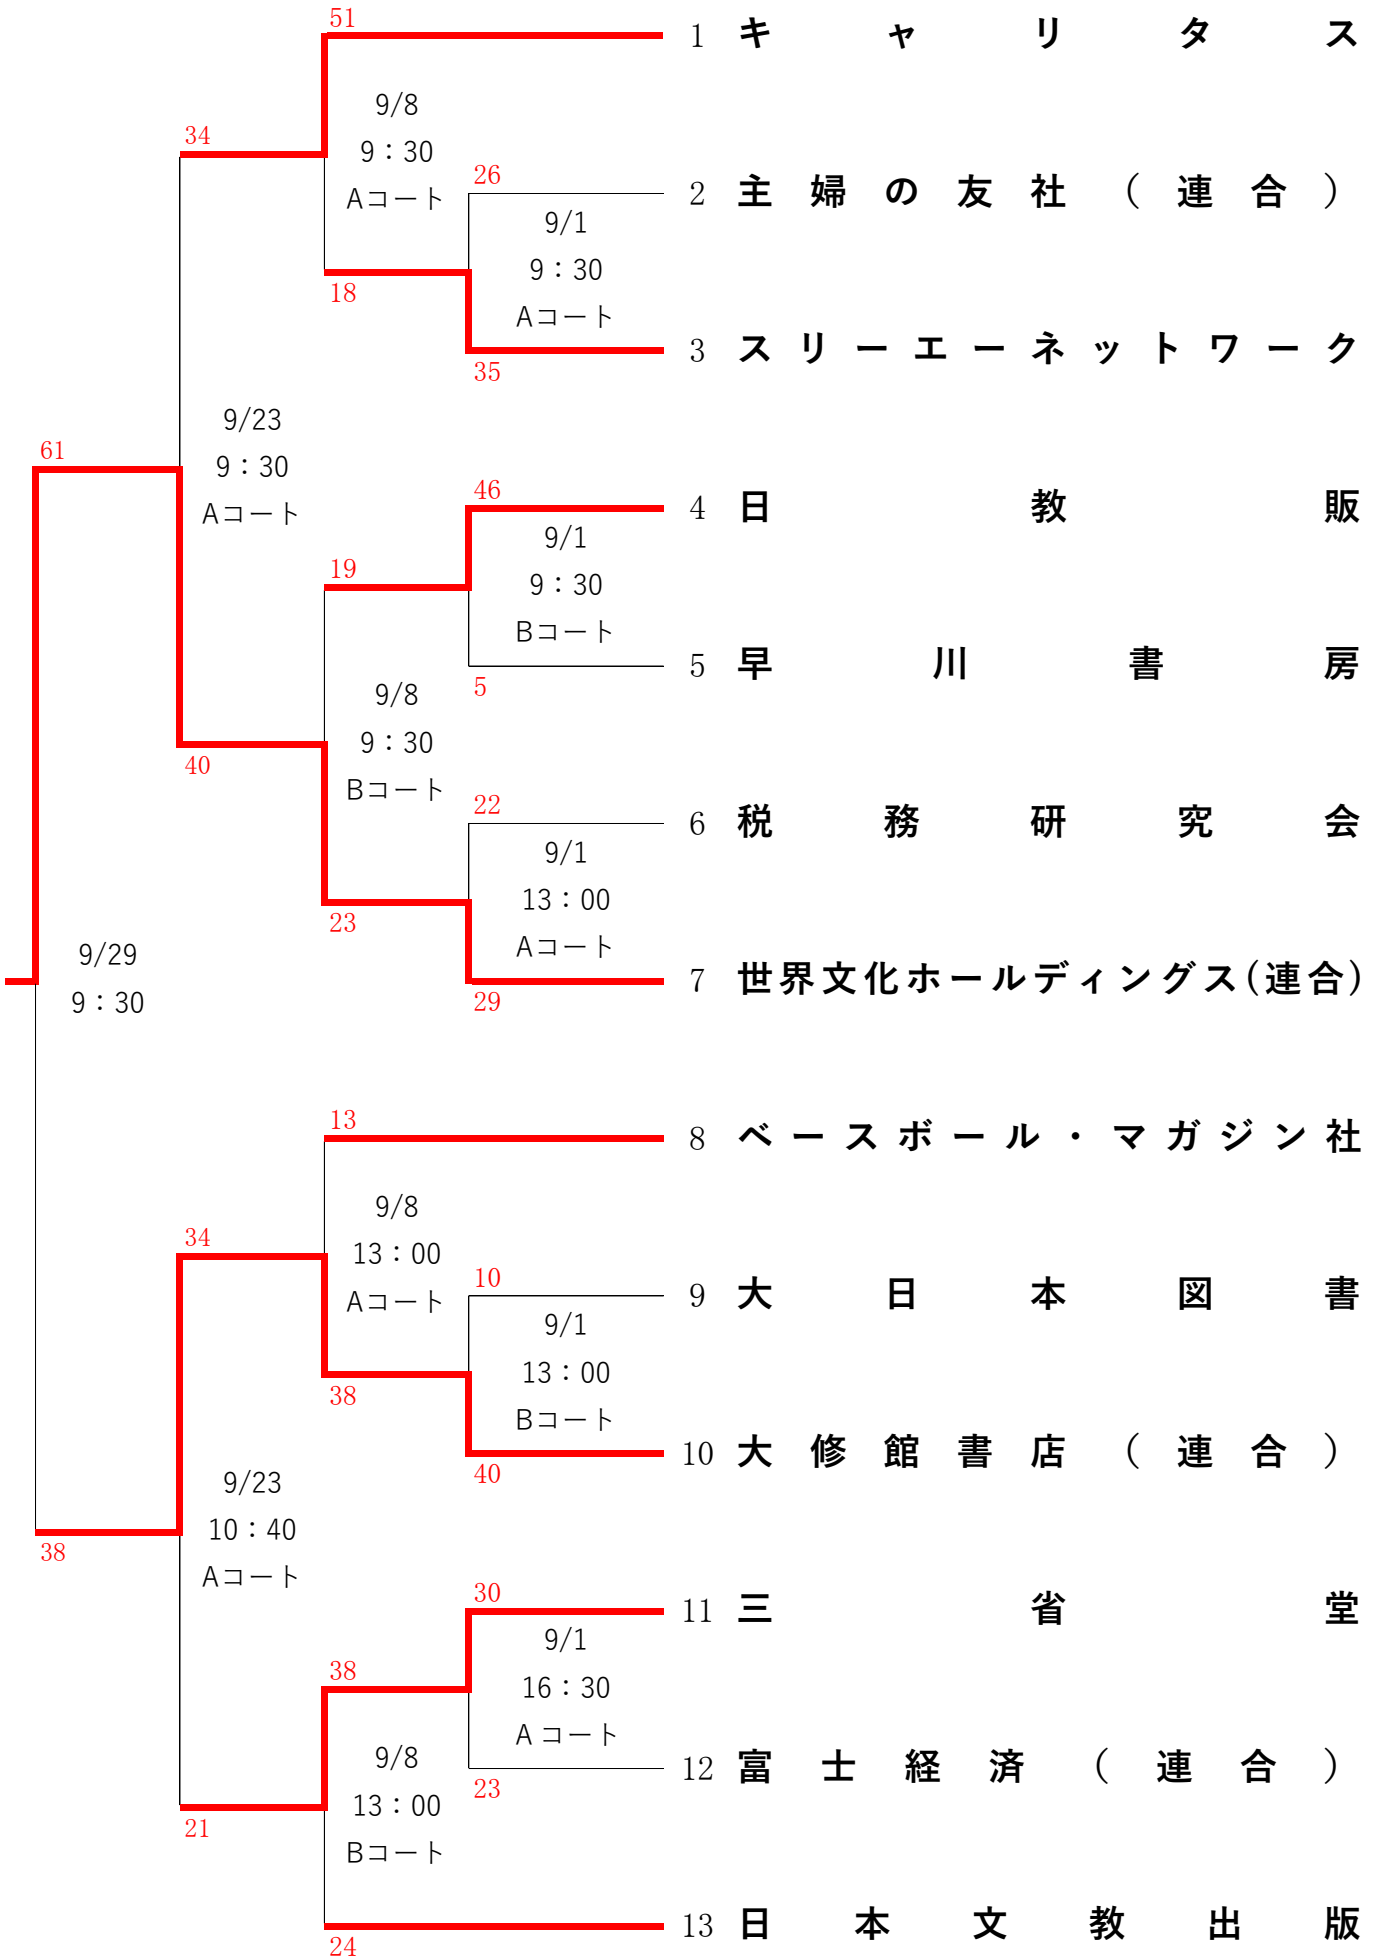 51
1 キャリタス
9/8
34
9：30
26
Aコート
2 主婦の友社（連合）
9/1
9：30
18
Aコート
3 スリーエーネットワーク
35
9/23
61
9：30
46
Aコート
4 日教販
9/1
19
9：30
Bコート
5 早川書房
5
9/8
9：30
40
Bコート
22
6 税務研究会
9/1
13：00
23
Aコート
9/29
7 世界文化ホールディングス(連合)
9：30
29
13
8 ベースボール・マガジン社
9/8
34
13：00
10
Aコート
9 大日本図書
9/1
13：00
38
Bコート
10 大修館書店（連合）
40
9/23
10：40
38
Aコート
30
11 三省堂
9/1
38
16：30
Aコート
9/8
12 富士経済（連合）
23
13：00
21
Bコート
13 日本文教出版
24